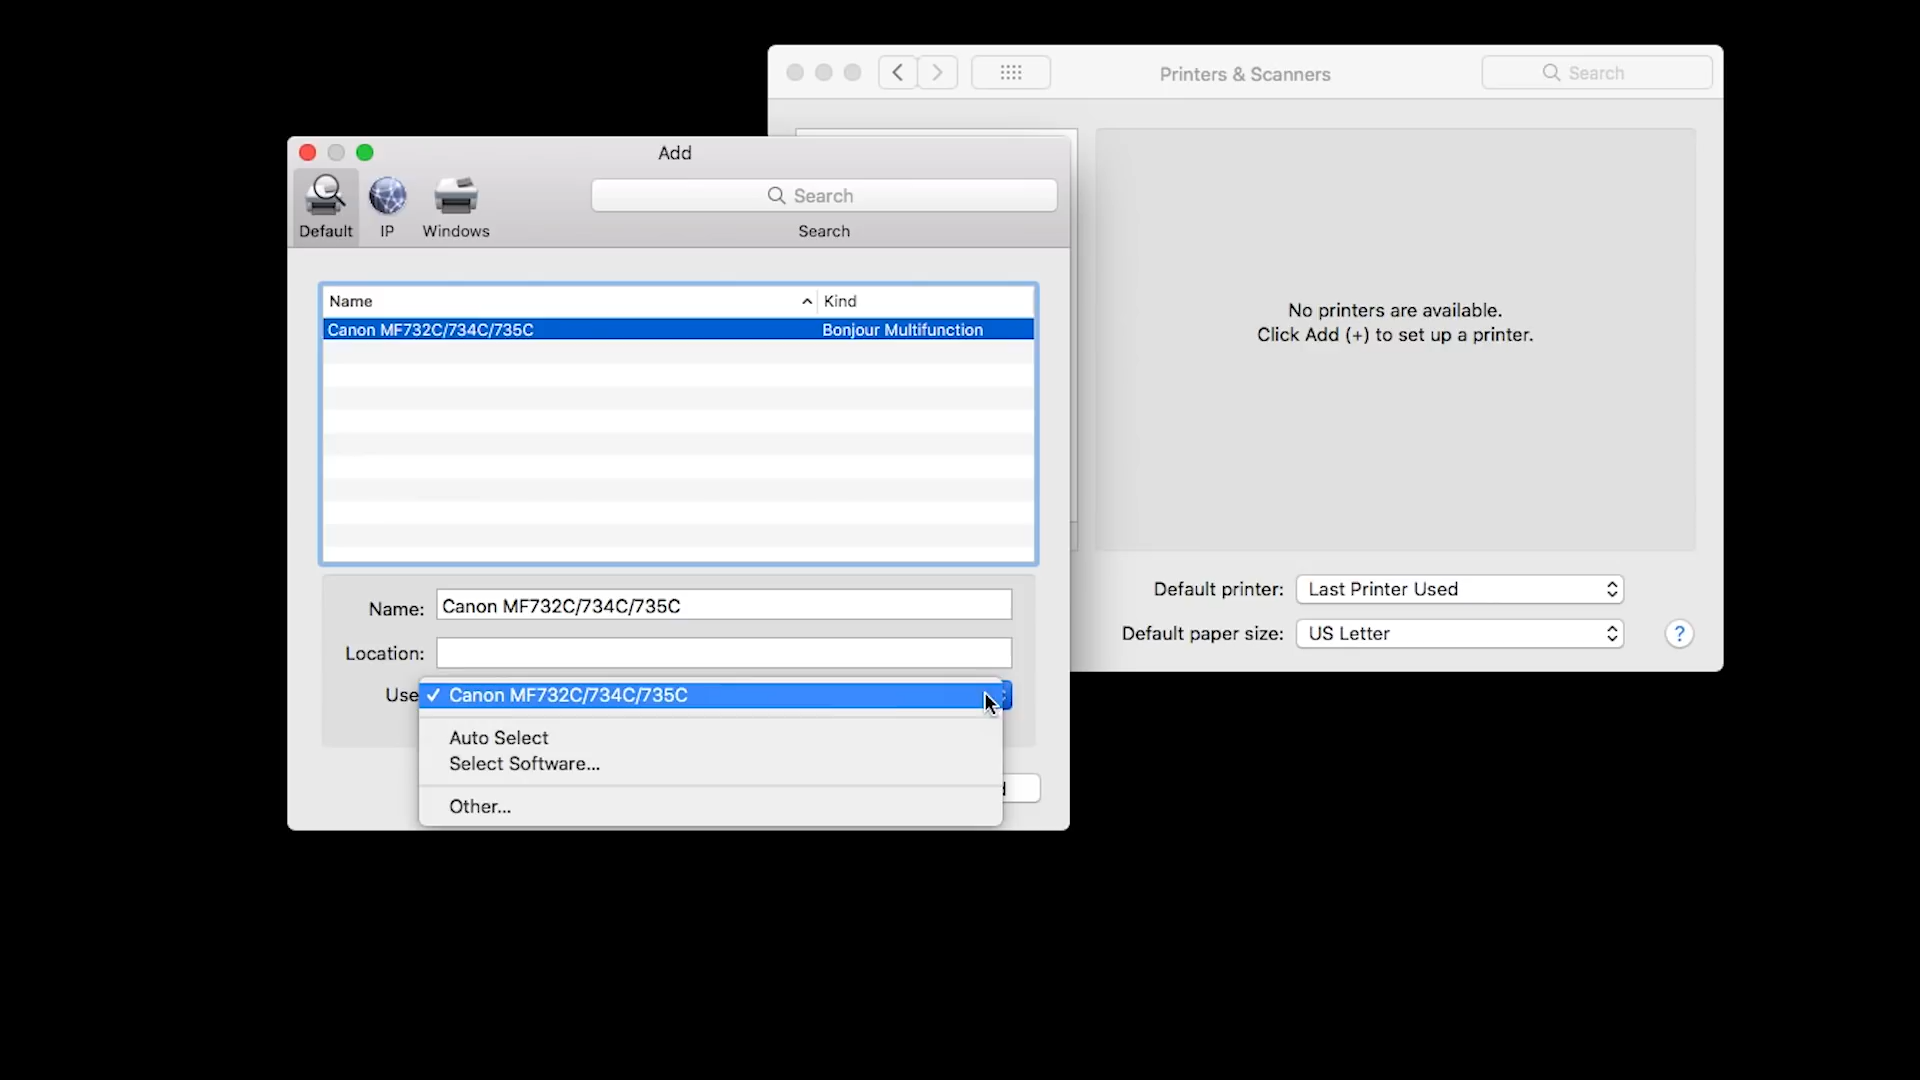 Printers & Scanners
Search
Add
Default
IP
Windows
Search
Search
Name
Kind
Canon MF732C/734C/735C
Bonjour Multifunction
No printers are available.
Click Add (+) to set up a printer.
Name:
Canon MF732C/734C/735C
Location:
Use
✓ Canon MF732C/734C/735C
Auto Select
Select Software...
Other...
Default printer:
Last Printer Used
Default paper size:
US Letter
?